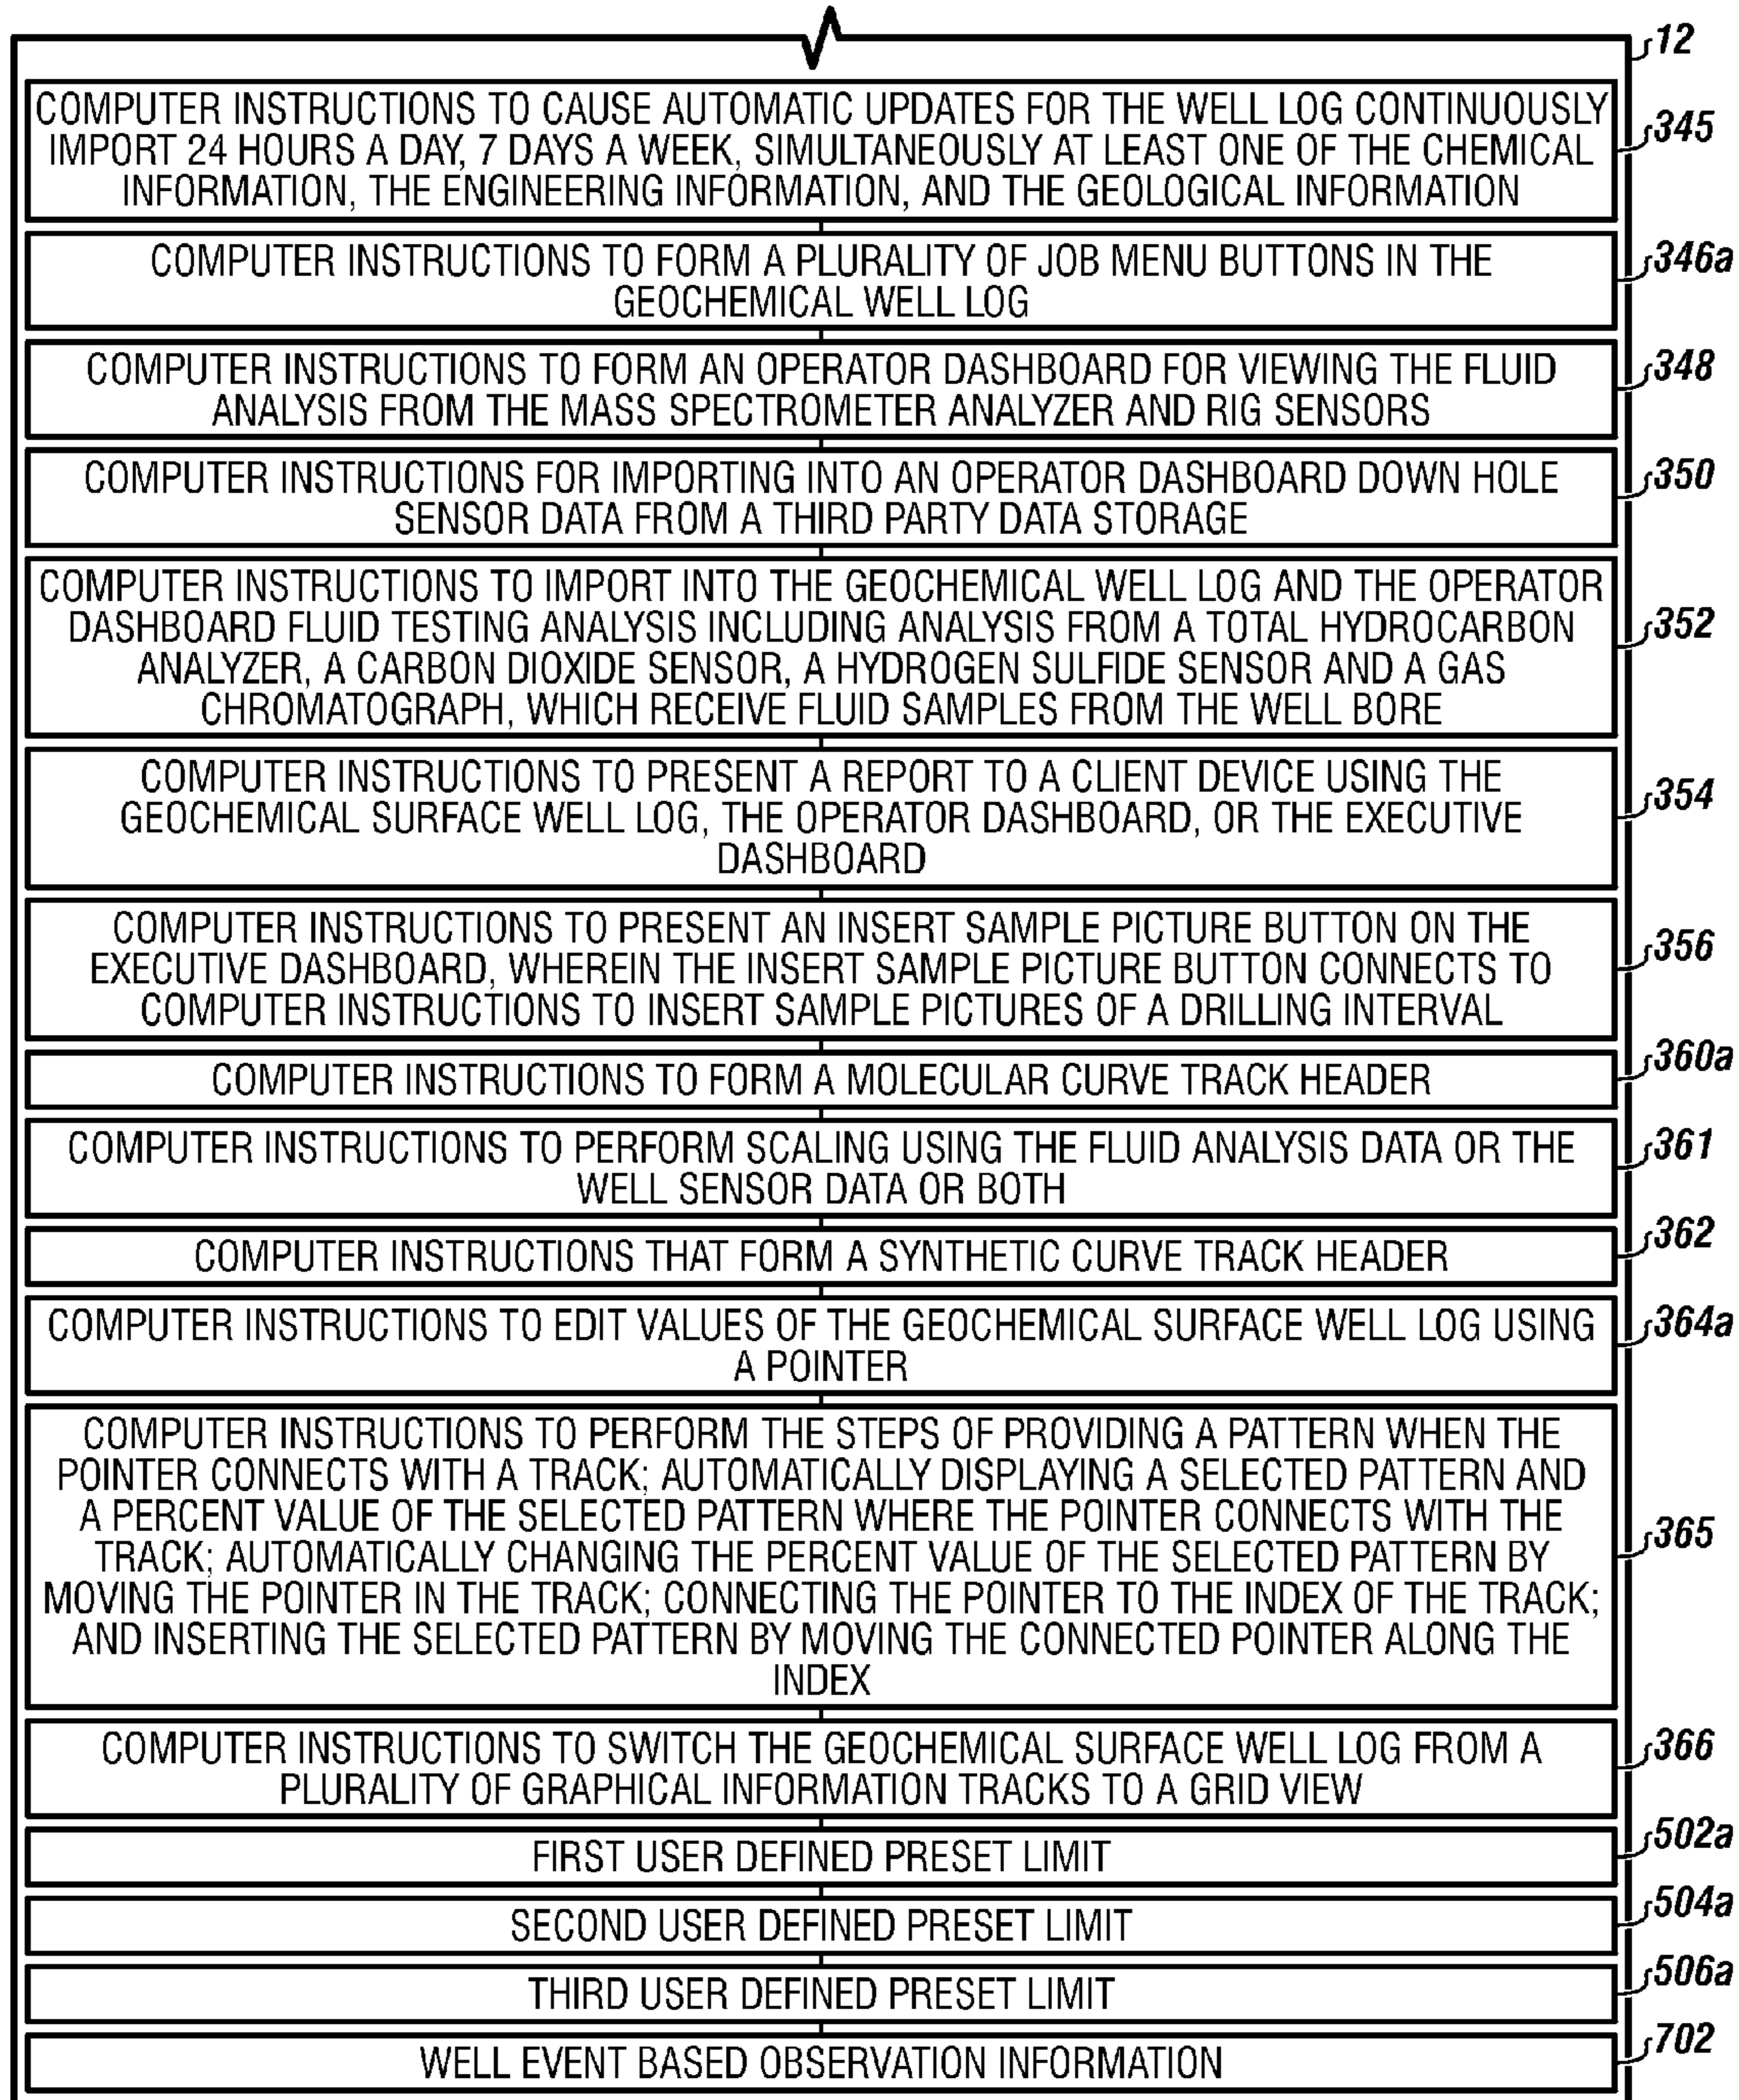 12
COMPUTER INSTRUCTIONS TO CAUSE AUTOMATIC UPDATES FOR THE WELL LOG CONTINUOUSLY
IMPORT 24 HOURS A DAY, 7 DAYS A WEEK, SIMULTANEOUSLY AT LEAST ONE OF THE CHEMICAL
INFORMATION, THE ENGINEERING INFORMATION, AND THE GEOLOGICAL INFORMATION
345
COMPUTER INSTRUCTIONS TO FORM A PLURALITY OF JOB MENU BUTTONS IN THE
GEOCHEMICAL WELL LOG
346a
COMPUTER INSTRUCTIONS TO FORM AN OPERATOR DASHBOARD FOR VIEWING THE FLUID
ANALYSIS FROM THE MASS SPECTROMETER ANALYZER AND RIG SENSORS
348
COMPUTER INSTRUCTIONS FOR IMPORTING INTO AN OPERATOR DASHBOARD DOWN HOLE
SENSOR DATA FROM A THIRD PARTY DATA STORAGE
350
COMPUTER INSTRUCTIONS TO IMPORT INTO THE GEOCHEMICAL WELL LOG AND THE OPERATOR
DASHBOARD FLUID TESTING ANALYSIS INCLUDING ANALYSIS FROM A TOTAL HYDROCARBON
ANALYZER, A CARBON DIOXIDE SENSOR, A HYDROGEN SULFIDE SENSOR AND A GAS
CHROMATOGRAPH, WHICH RECEIVE FLUID SAMPLES FROM THE WELL BORE
352
COMPUTER INSTRUCTIONS TO PRESENT A REPORT TO A CLIENT DEVICE USING THE
GEOCHEMICAL SURFACE WELL LOG, THE OPERATOR DASHBOARD, OR THE EXECUTIVE
DASHBOARD
354
COMPUTER INSTRUCTIONS TO PRESENT AN INSERT SAMPLE PICTURE BUTTON ON THE
EXECUTIVE DASHBOARD, WHEREIN THE INSERT SAMPLE PICTURE BUTTON CONNECTS TO
COMPUTER INSTRUCTIONS TO INSERT SAMPLE PICTURES OF A DRILLING INTERVAL
356
COMPUTER INSTRUCTIONS TO FORM A MOLECULAR CURVE TRACK HEADER
360a
COMPUTER INSTRUCTIONS TO PERFORM SCALING USING THE FLUID ANALYSIS DATA OR THE
WELL SENSOR DATA OR BOTH
361
COMPUTER INSTRUCTIONS THAT FORM A SYNTHETIC CURVE TRACK HEADER
362
COMPUTER INSTRUCTIONS TO EDIT VALUES OF THE GEOCHEMICAL SURFACE WELL LOG USING
A POINTER
364a
COMPUTER INSTRUCTIONS TO PERFORM THE STEPS OF PROVIDING A PATTERN WHEN THE
POINTER CONNECTS WITH A TRACK; AUTOMATICALLY DISPLAYING A SELECTED PATTERN AND
A PERCENT VALUE OF THE SELECTED PATTERN WHERE THE POINTER CONNECTS WITH THE
TRACK; AUTOMATICALLY CHANGING THE PERCENT VALUE OF THE SELECTED PATTERN BY
MOVING THE POINTER IN THE TRACK; CONNECTING THE POINTER TO THE INDEX OF THE TRACK;
AND INSERTING THE SELECTED PATTERN BY MOVING THE CONNECTED POINTER ALONG THE
INDEX
365
COMPUTER INSTRUCTIONS TO SWITCH THE GEOCHEMICAL SURFACE WELL LOG FROM A
PLURALITY OF GRAPHICAL INFORMATION TRACKS TO A GRID VIEW
366
FIRST USER DEFINED PRESET LIMIT
502a
SECOND USER DEFINED PRESET LIMIT
504a
THIRD USER DEFINED PRESET LIMIT
506a
WELL EVENT BASED OBSERVATION INFORMATION
702